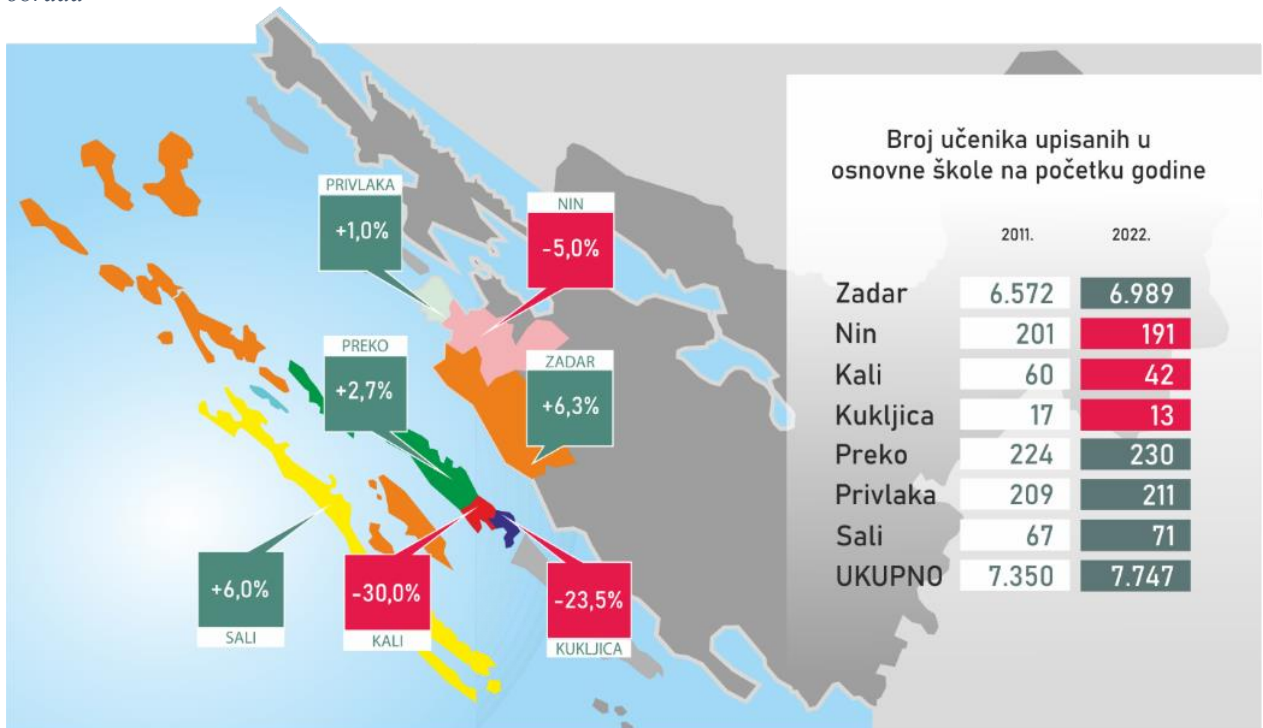 PRIVLAKA
+1,0%
NIN
-5,0%
PREKO
+2,7%
ZADAR
+6,3%
+6,0%
SALI
-30,0%
KALI
-23,5%
KUKLJICA
Broj učenika upisanih u
osnovne škole na početku godine
2011. 2022.
Zadar 6.572 6.989
Nin 201 191
Kali 60 42
Kukljica 17 13
Preko 224 230
Privlaka 209 211
Sali 67 71
UKUPNO 7.350 7.747